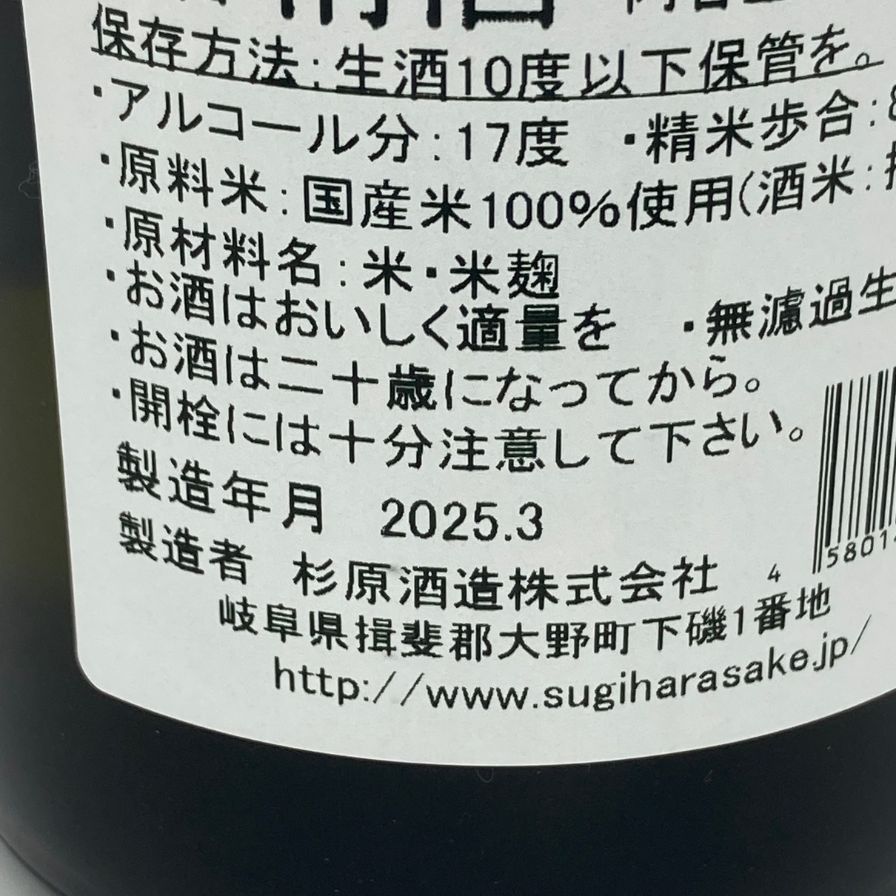 清酒
保存方法:生酒10度以下保管を。
・アルコール分:17度 ・精米歩合:
・原料米:国産米100%使用(酒米:
・原材料名:米・米麹
・お酒はおいしく適量を ・無濾過生
・お酒は二十歳になってから。
・開栓には十分注意して下さい。
製造年月 2025.3
製造者 杉原酒造株式会社
岐阜県揖斐郡大野町下磯1番地
http://www.sugiharasake.jp/
4 5801